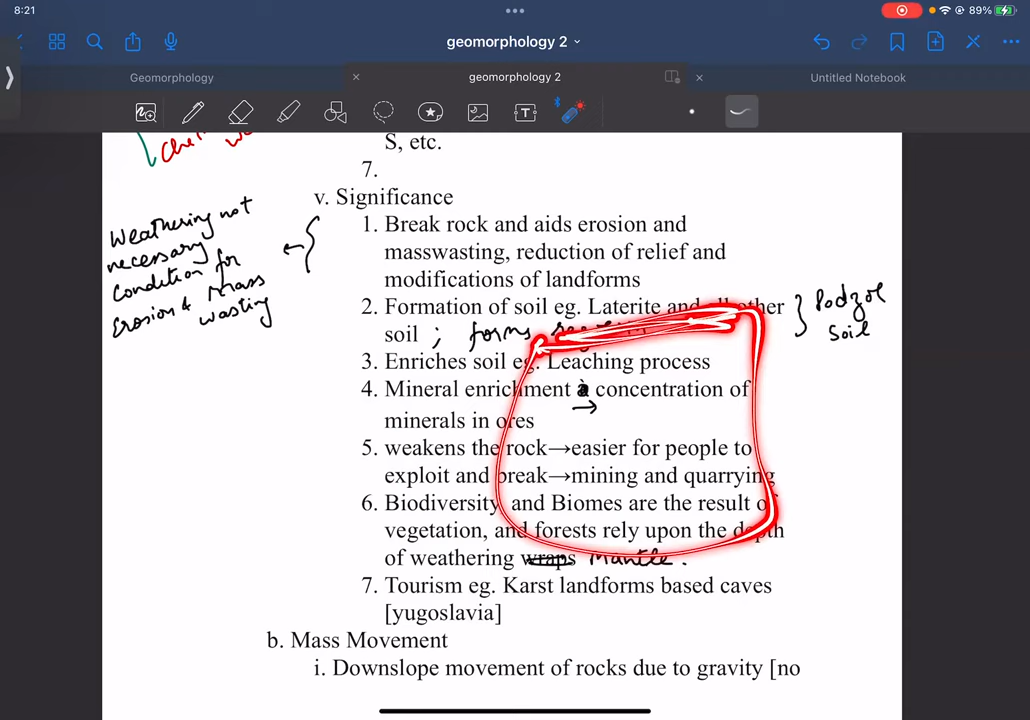 8:21
89%
geomorphology 2
Geomorphology
geomorphology 2
Untitled Notebook
S, etc.
7.
v. Significance
Weathering not
necessary
Condition for
Erosion & Mass
wasting
1. Break rock and aids erosion and
masswasting, reduction of relief and
modifications of landforms
2. Formation of soil eg. Laterite and all other
soil ; forms
Podzol
Soil
3. Enriches soil eg. Leaching process
4. Mineral enrichment à concentration of
→
minerals in ores
5. weakens the rock→easier for people to
exploit and break→mining and quarrying
6. Biodiversity and Biomes are the result of
vegetation, and forests rely upon the depth
of weathering wraps mantle.
7. Tourism eg. Karst landforms based caves
[yugoslavia]
b. Mass Movement
i. Downslope movement of rocks due to gravity [no